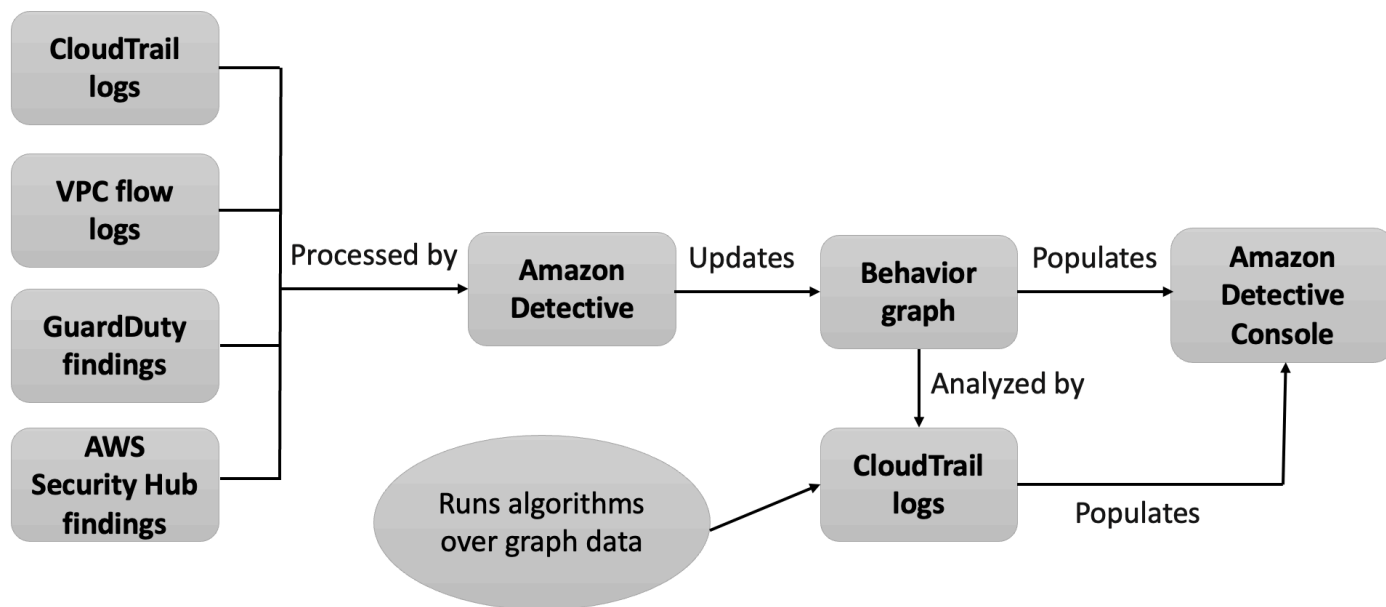 CloudTrail
logs
VPC flow
logs
GuardDuty
findings
AWS
Security Hub
findings
Processed by
Amazon
Detective
Updates
Behavior
graph
Populates
Amazon
Detective
Console
Analyzed by
CloudTrail
logs
Populates
Runs algorithms
over graph data